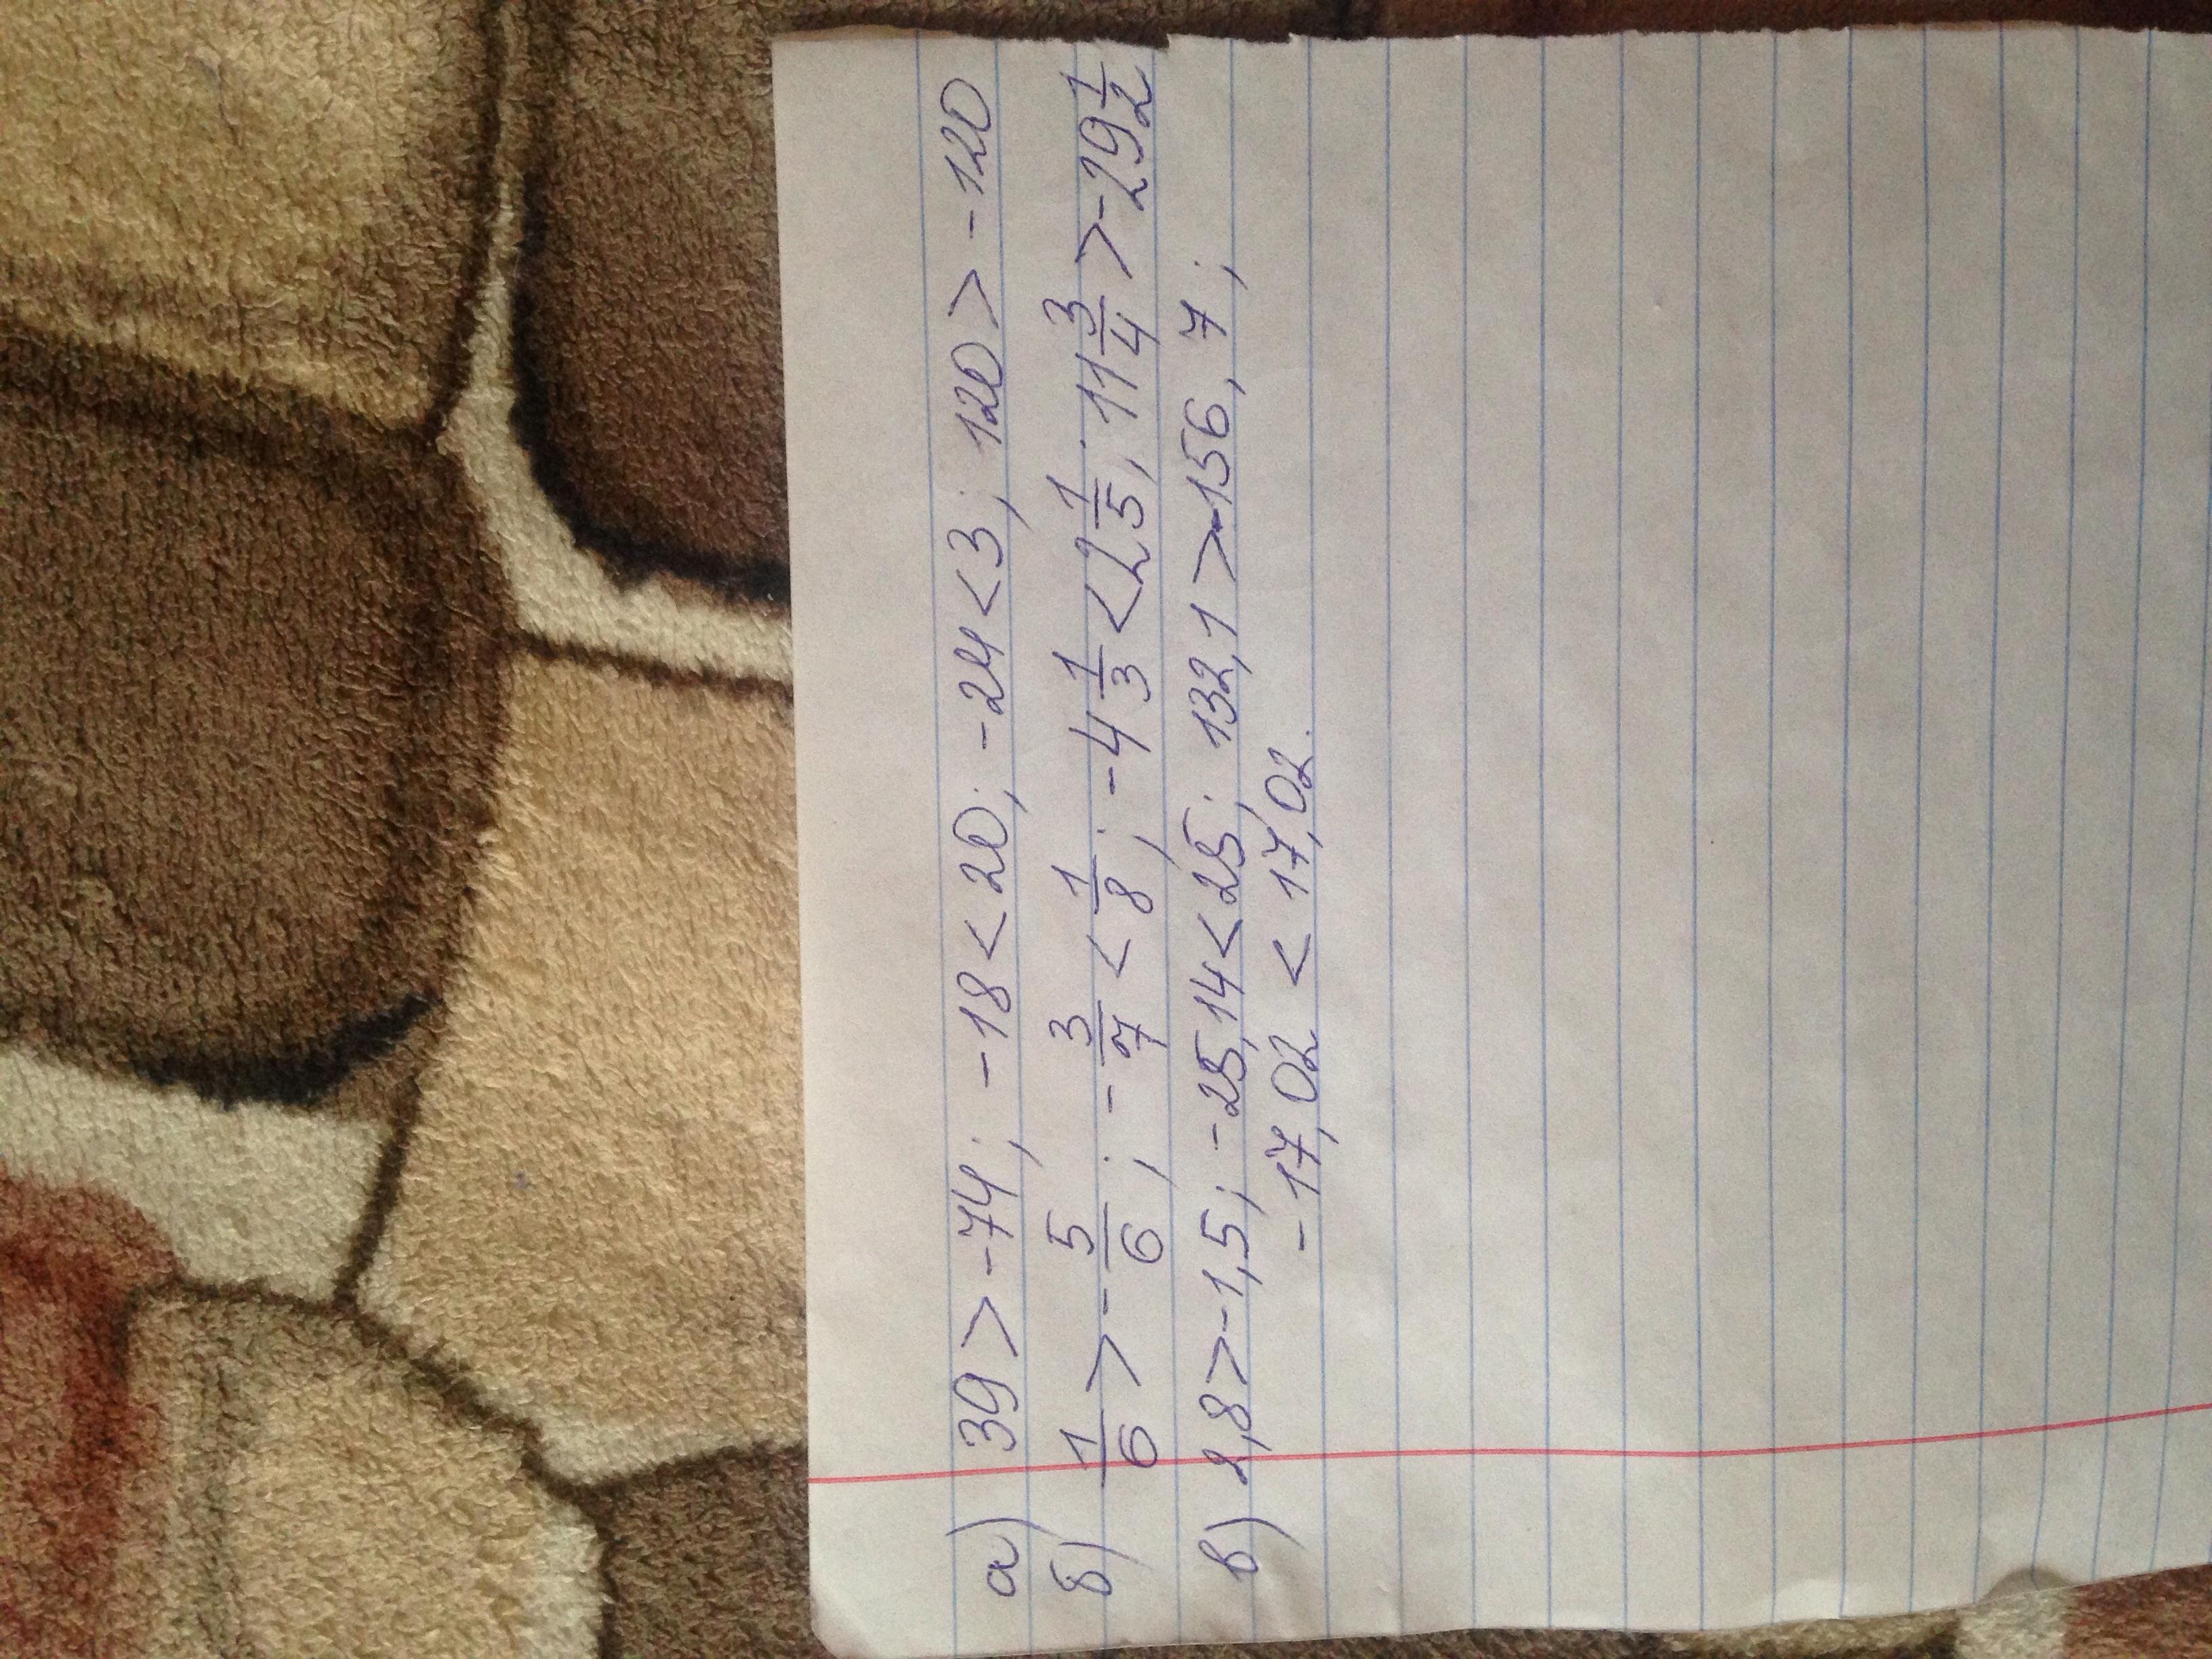 а) 39 > -74; -18 < 20; -24 < 3; 120 > -120
б) 1/6 > -5/6; -3/7 < 1/8; -4 1/3 < 2 1/5; 11 3/4 > -29 1/2
в) 2,8 > -1,5; -25,14 < 25; 132,1 > -156,7;
-17,02 < 17,02.